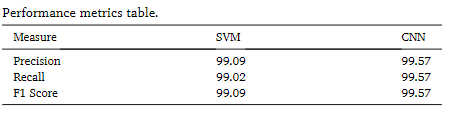 Performance metrics table.
Measure SVM CNN
Precision 99.09 99.57
Recall 99.02 99.57
F1 Score 99.09 99.57